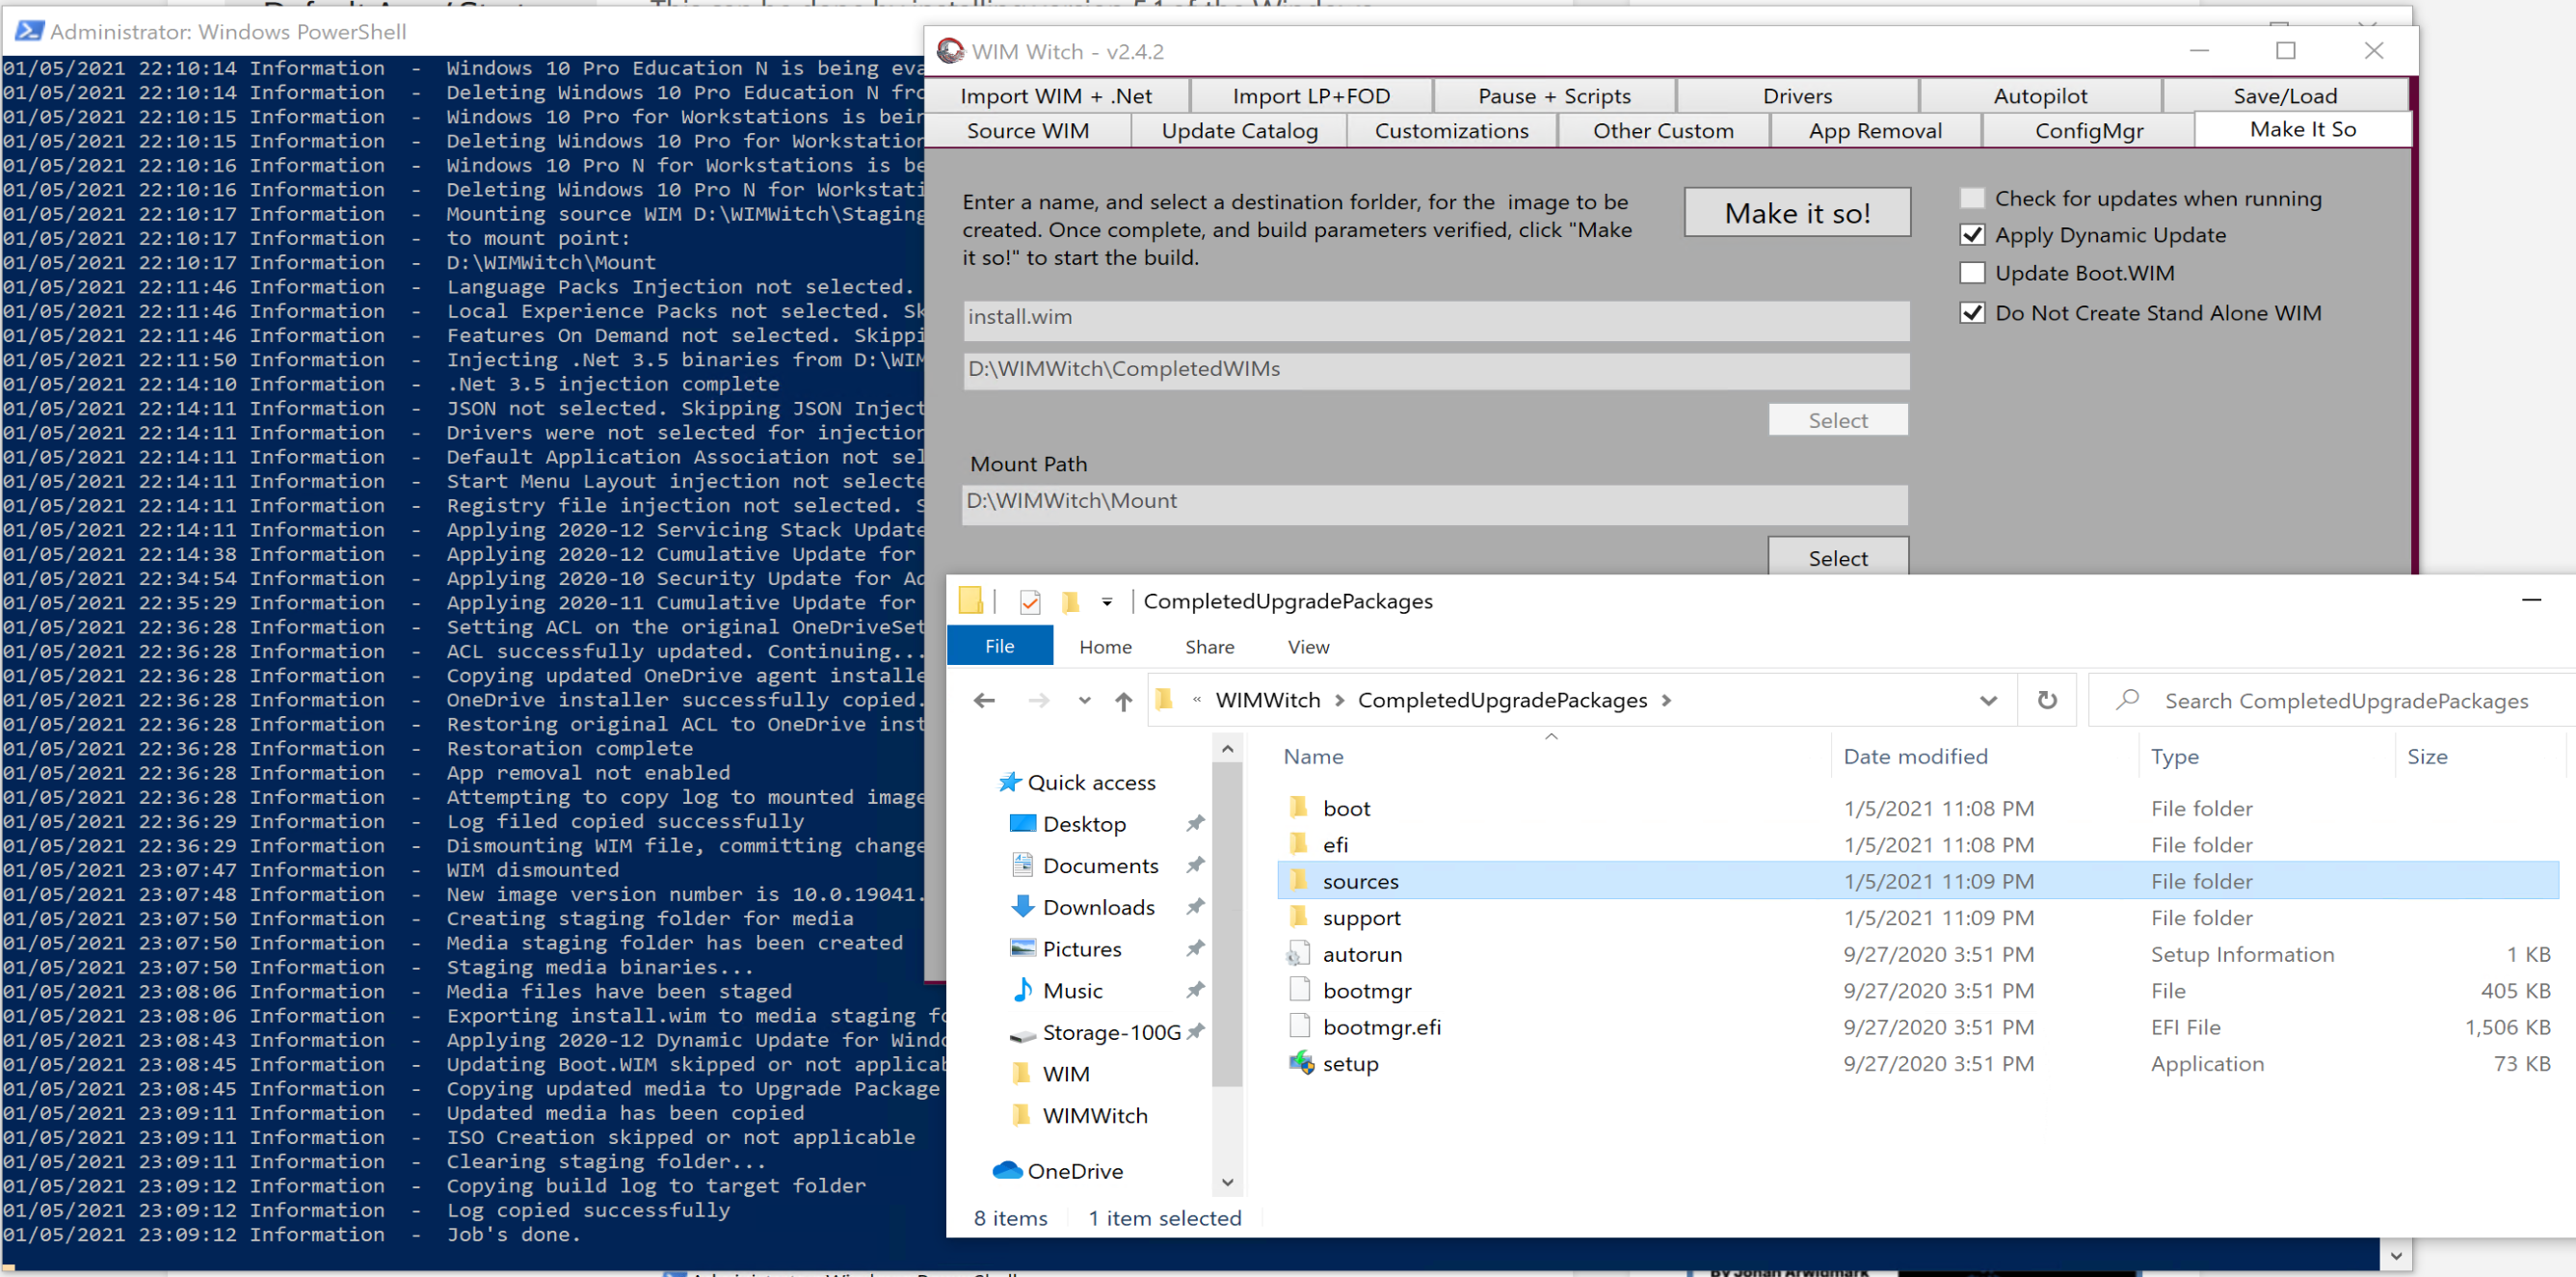 Administrator: Windows PowerShell
01/05/2021 22:10:14 Information - Windows 10 Pro Education N is being
01/05/2021 22:10:14 Information - Deleting Windows 10 Pro Education N
01/05/2021 22:10:15 Information - Windows 10 Pro for Workstations is
01/05/2021 22:10:15 Information - Deleting Windows 10 Pro for
01/05/2021 22:10:16 Information - Windows 10 Pro N for Workstations is
01/05/2021 22:10:16 Information - Deleting Windows 10 Pro N for
01/05/2021 22:10:17 Information - Mounting source WIM D:\WIMWitch\Staging
01/05/2021 22:10:17 Information - to mount point:
01/05/2021 22:10:17 Information - D:\WIMWitch\Mount
01/05/2021 22:11:46 Information - Language Packs Injection not selected.
01/05/2021 22:11:46 Information - Local Experience Packs not selected.
01/05/2021 22:11:46 Information - Features On Demand not selected.
01/05/2021 22:11:50 Information - Injecting .Net 3.5 binaries from
01/05/2021 22:14:10 Information - .Net 3.5 injection complete
01/05/2021 22:14:11 Information - JSON not selected. Skipping JSON
01/05/2021 22:14:11 Information - Drivers were not selected for injection
01/05/2021 22:14:11 Information - Default Application Association not
01/05/2021 22:14:11 Information - Start Menu Layout injection not
01/05/2021 22:14:11 Information - Registry file injection not selected.
01/05/2021 22:14:11 Information - Applying 2020-12 Servicing Stack Update
01/05/2021 22:14:38 Information - Applying 2020-12 Cumulative Update for
01/05/2021 22:34:54 Information - Applying 2020-10 Security Update for
01/05/2021 22:35:29 Information - Applying 2020-11 Cumulative Update for
01/05/2021 22:36:28 Information - Setting ACL on the original
01/05/2021 22:36:28 Information - ACL successfully updated. Continuing...
01/05/2021 22:36:28 Information - Copying updated OneDrive agent
01/05/2021 22:36:28 Information - OneDrive installer successfully copied.
01/05/2021 22:36:28 Information - Restoring original ACL to OneDrive
01/05/2021 22:36:28 Information - Restoration complete
01/05/2021 22:36:28 Information - App removal not enabled
01/05/2021 22:36:28 Information - Attempting to copy log to mounted image
01/05/2021 22:36:29 Information - Log filed copied successfully
01/05/2021 22:36:29 Information - Dismounting WIM file, committing
01/05/2021 23:07:47 Information - WIM dismounted
01/05/2021 23:07:48 Information - New image version number is 10.0.19041.
01/05/2021 23:07:50 Information - Creating staging folder for media
01/05/2021 23:07:50 Information - Media staging folder has been created
01/05/2021 23:07:50 Information - Staging media binaries...
01/05/2021 23:08:06 Information - Media files have been staged
01/05/2021 23:08:06 Information - Exporting install.wim to media staging
01/05/2021 23:08:43 Information - Applying 2020-12 Dynamic Update for
01/05/2021 23:08:45 Information - Updating Boot.WIM skipped or not
01/05/2021 23:08:45 Information - Copying updated media to Upgrade Package
01/05/2021 23:09:11 Information - Updated media has been copied
01/05/2021 23:09:11 Information - ISO Creation skipped or not applicable
01/05/2021 23:09:11 Information - Clearing staging folder...
01/05/2021 23:09:12 Information - Copying build log to target folder
01/05/2021 23:09:12 Information - Log copied successfully
01/05/2021 23:09:12 Information - Job's done.
WIM Witch - v2.4.2
Import WIM + .Net Import LP+FOD Pause + Scripts Drivers Autopilot Save/Load
Source WIM Update Catalog Customizations Other Custom App Removal ConfigMgr Make It So
Enter a name, and select a destination forlder, for the image to be
created. Once complete, and build parameters verified, click "Make
it so!" to start the build.
Make it so!
Check for updates when running
Apply Dynamic Update
Update Boot.WIM
Do Not Create Stand Alone WIM
install.wim
D:\WIMWitch\CompletedWIMs
Select
Mount Path
D:\WIMWitch\Mount
Select
CompletedUpgradePackages
File Home Share View
« WIMWitch > CompletedUpgradePackages >
Search CompletedUpgradePackages
Quick access
Desktop
Documents
Downloads
Pictures
Music
Storage-100G
WIM
WIMWitch
OneDrive
Name Date modified Type Size
boot 1/5/2021 11:08 PM File folder
efi 1/5/2021 11:08 PM File folder
sources 1/5/2021 11:09 PM File folder
support 1/5/2021 11:09 PM File folder
autorun 9/27/2020 3:51 PM Setup Information 1 KB
bootmgr 9/27/2020 3:51 PM File 405 KB
bootmgr.efi 9/27/2020 3:51 PM EFI File 1,506 KB
setup 9/27/2020 3:51 PM Application 73 KB
8 items 1 item selected